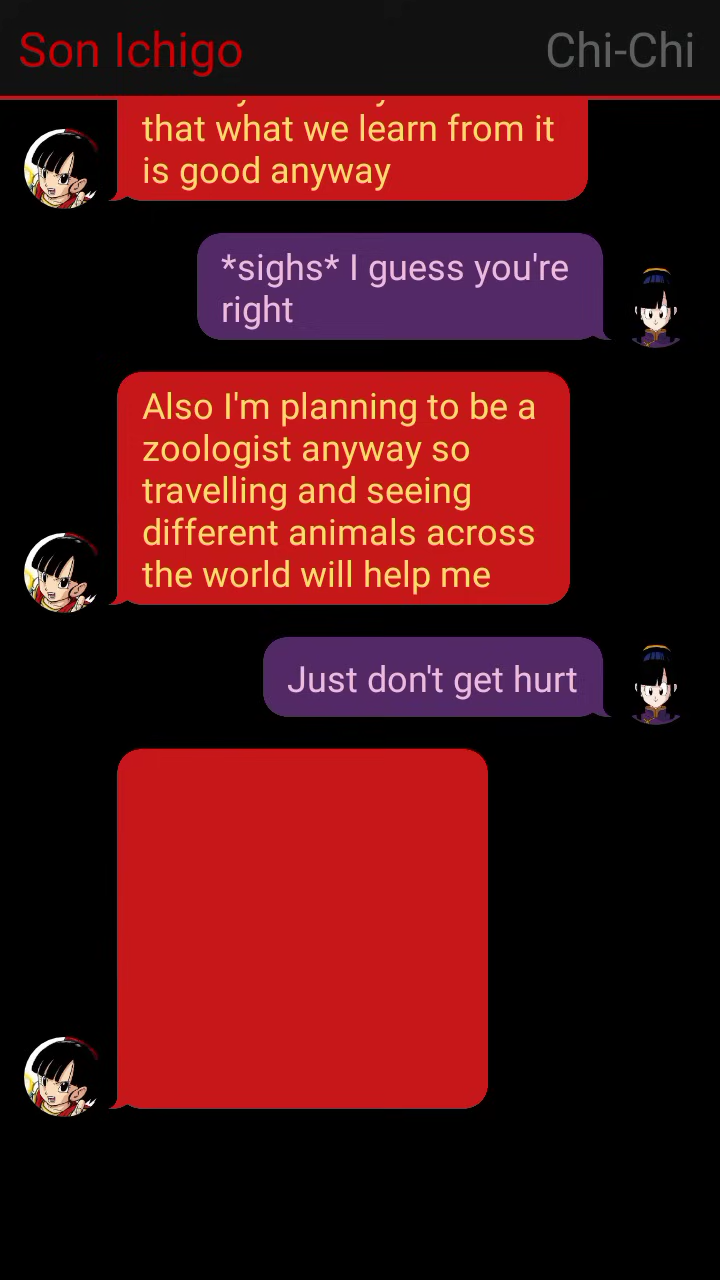 Son Ichigo
Chi-Chi
that what we learn from it
is good anyway
*sighs* I guess you're
right
Also I'm planning to be a
zoologist anyway so
travelling and seeing
different animals across
the world will help me
Just don't get hurt